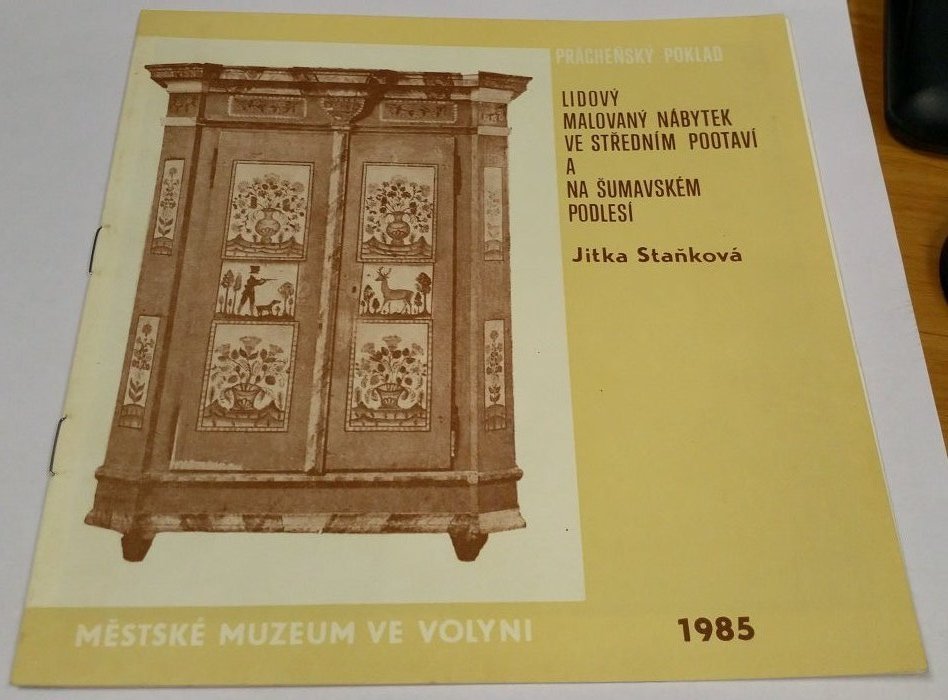 PRÁCHEŇSKÝ POKLAD
LIDOVÝ
MALOVANÝ NÁBYTEK
VE STŘEDNÍM POOTAVÍ
A
NA ŠUMAVSKÉM
PODLESÍ
Jitka Staňková
MĚSTSKÉ MUZEUM VE VOLYNI
1985